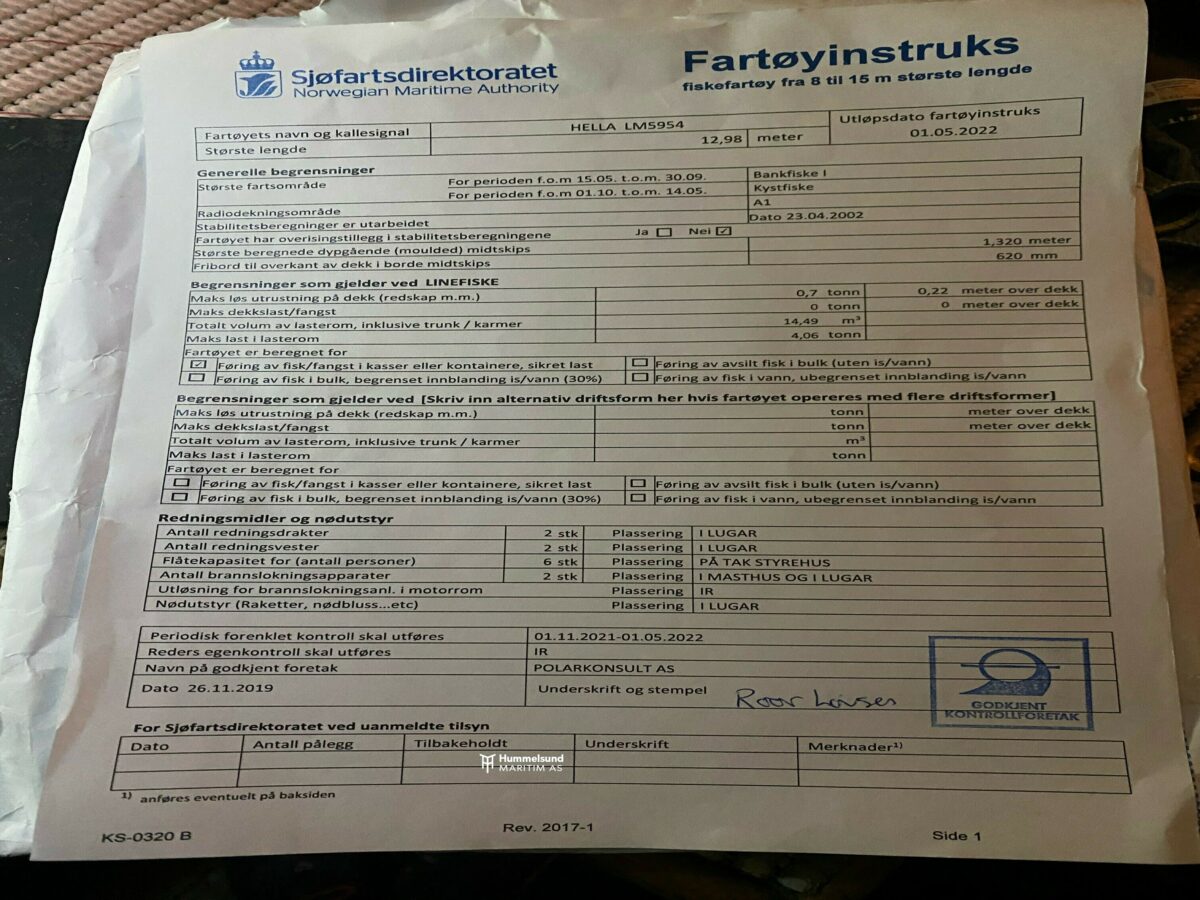 Sjøfartsdirektoratet
Norwegian Maritime Authority
Fartøyinstruks
fiskefartøy fra 8 til 15 m største lengde
Fartøyets navn og kallesignal HELLA LM5954
Største lengde 12,98 meter
Utløpsdato fartøyinstruks
01.05.2022
Generelle begrensninger
Største fartsområde For perioden f.o.m 15.05. t.o.m. 30.09. Bankfiske I
For perioden f.o.m 01.10. t.o.m. 14.05. Kystfiske
Radiodekningsområde A1
Stabilitetsberegninger er utarbeidet Dato 23.04.2002
Fartøyet har overisingstillegg i stabilitetsberegningene Ja ☐ Nei ☑
Største beregnede dypgående (moulded) midtskips 1,320 meter
Fribord til overkant av dekk i borde midtskips 620 mm
Begrensninger som gjelder ved LINEFISKE
Maks løs utrustning på dekk (redskap m.m.) 0,7 tonn 0,22 meter over dekk
Maks dekkslast/fangst 0 tonn 0 meter over dekk
Totalt volum av lasterom, inklusive trunk / karmer 14,49 m³
Maks last i lasterom 4,06 tonn
Fartøyet er beregnet for
☑ Føring av fisk/fangst i kasser eller kontainere, sikret last ☐ Føring av avsilt fisk i bulk (uten is/vann)
☐ Føring av fisk i bulk, begrenset innblanding is/vann (30%) ☐ Føring av fisk i vann, ubegrenset innblanding is/vann
Begrensninger som gjelder ved [Skriv inn alternativ driftsform her hvis fartøyet opereres med flere driftsformer]
Maks løs utrustning på dekk (redskap m.m.) tonn meter over dekk
Maks dekkslast/fangst tonn meter over dekk
Totalt volum av lasterom, inklusive trunk / karmer m³
Maks last i lasterom tonn
Fartøyet er beregnet for
☐ Føring av fisk/fangst i kasser eller kontainere, sikret last ☐ Føring av avsilt fisk i bulk (uten is/vann)
☐ Føring av fisk i bulk, begrenset innblanding is/vann (30%) ☐ Føring av fisk i vann, ubegrenset innblanding is/vann
Redningsmidler og nødutstyr
Antall redningsdrakter 2 stk Plassering I LUGAR
Antall redningsvester 2 stk Plassering I LUGAR
Flåtekapasitet for (antall personer) 6 stk Plassering PÅ TAK STYREHUS
Antall brannslokningsapparater 2 stk Plassering I MASTHUS OG I LUGAR
Utløsning for brannslokningsanl. i motorrom Plassering IR
Nødutstyr (Raketter, nødbluss...etc) Plassering I LUGAR
Periodisk forenklet kontroll skal utføres 01.11.2021-01.05.2022
Reders egenkontroll skal utføres IR
Navn på godkjent foretak POLARKONSULT AS
Dato 26.11.2019 Underskrift og stempel Roar
GODKJENT
KONTROLLFORETAK
For Sjøfartsdirektoratet ved uanmeldte tilsyn
Dato Antall pålegg Tilbakeholdt Underskrift Merknader¹⁾
Hummelsund
MARITIM AS
¹⁾ anføres eventuelt på baksiden
KS-0320 B Rev. 2017-1 Side 1